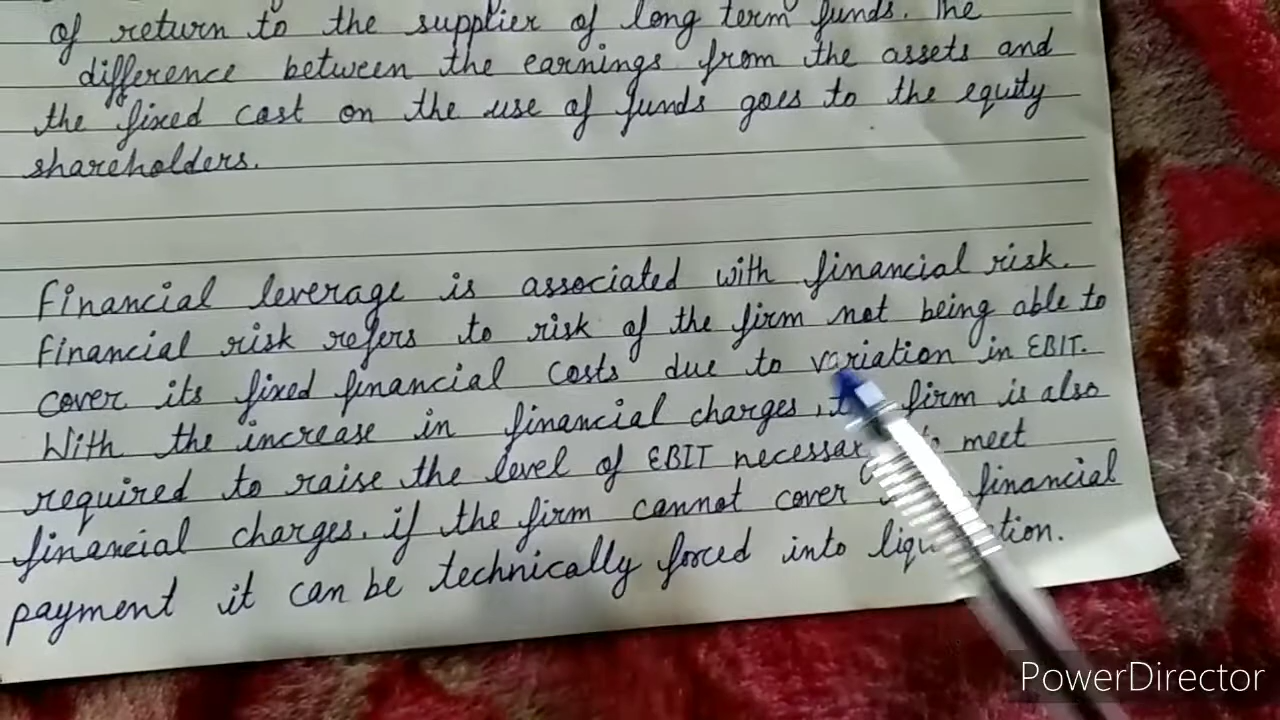 of return to the supplier of long term funds. The
difference between the earnings from the assets and
the fixed cost on the use of funds goes to the equity
shareholders.
Financial leverage is associated with financial risk.
Financial risk refers to risk of the firm not being able to
cover its fixed financial costs due to variation in EBIT.
With the increase in financial charges, firm is also
required to raise the level of EBIT necessary to meet
financial charges. if the firm cannot cover financial
payment it can be technically forced into liquidation.
PowerDirector